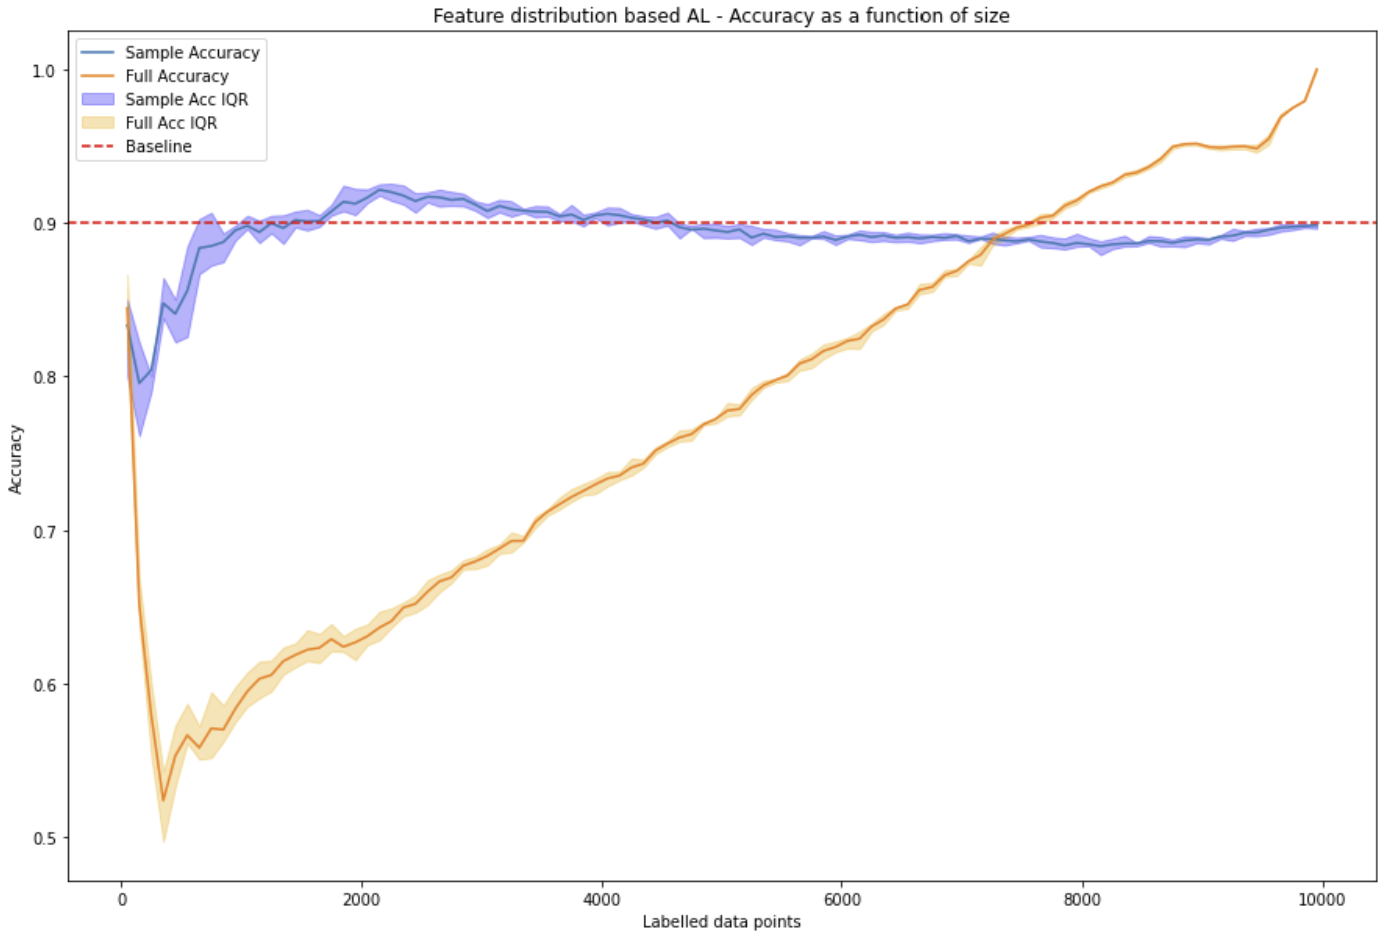 Feature distribution based AL - Accuracy as a function of size
Sample Accuracy
Full Accuracy
Sample Acc IQR
Full Acc IQR
Baseline
1.0
0.9
0.8
0.7
0.6
0.5
Accuracy
0 2000 4000 6000 8000 10000
Labelled data points